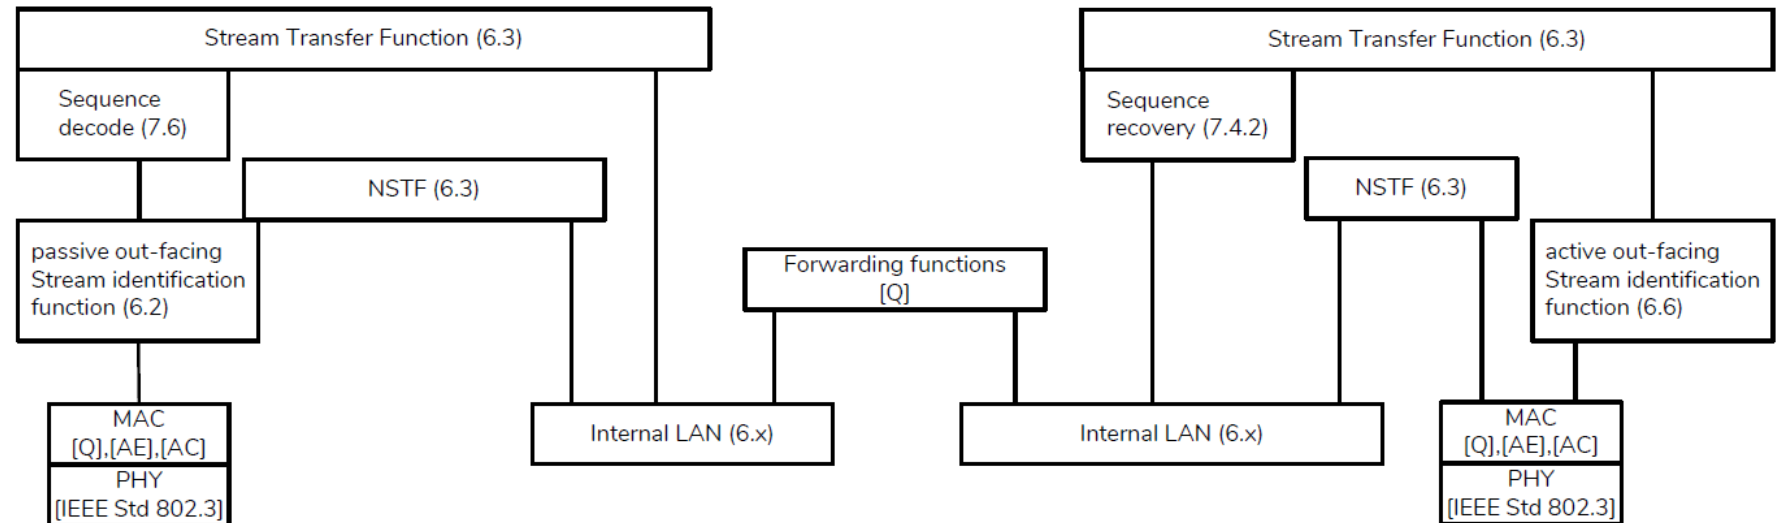 Stream Transfer Function (6.3)
Sequence
decode (7.6)
NSTF (6.3)
passive out-facing
Stream identification
function (6.2)
MAC
[Q],[AE],[AC]
PHY
[IEEE Std 802.3]
Internal LAN (6.x)
Forwarding functions
[Q]
Stream Transfer Function (6.3)
Sequence
recovery (7.4.2)
NSTF (6.3)
active out-facing
Stream identification
function (6.6)
Internal LAN (6.x)
MAC
[Q],[AE],[AC]
PHY
[IEEE Std 802.3]